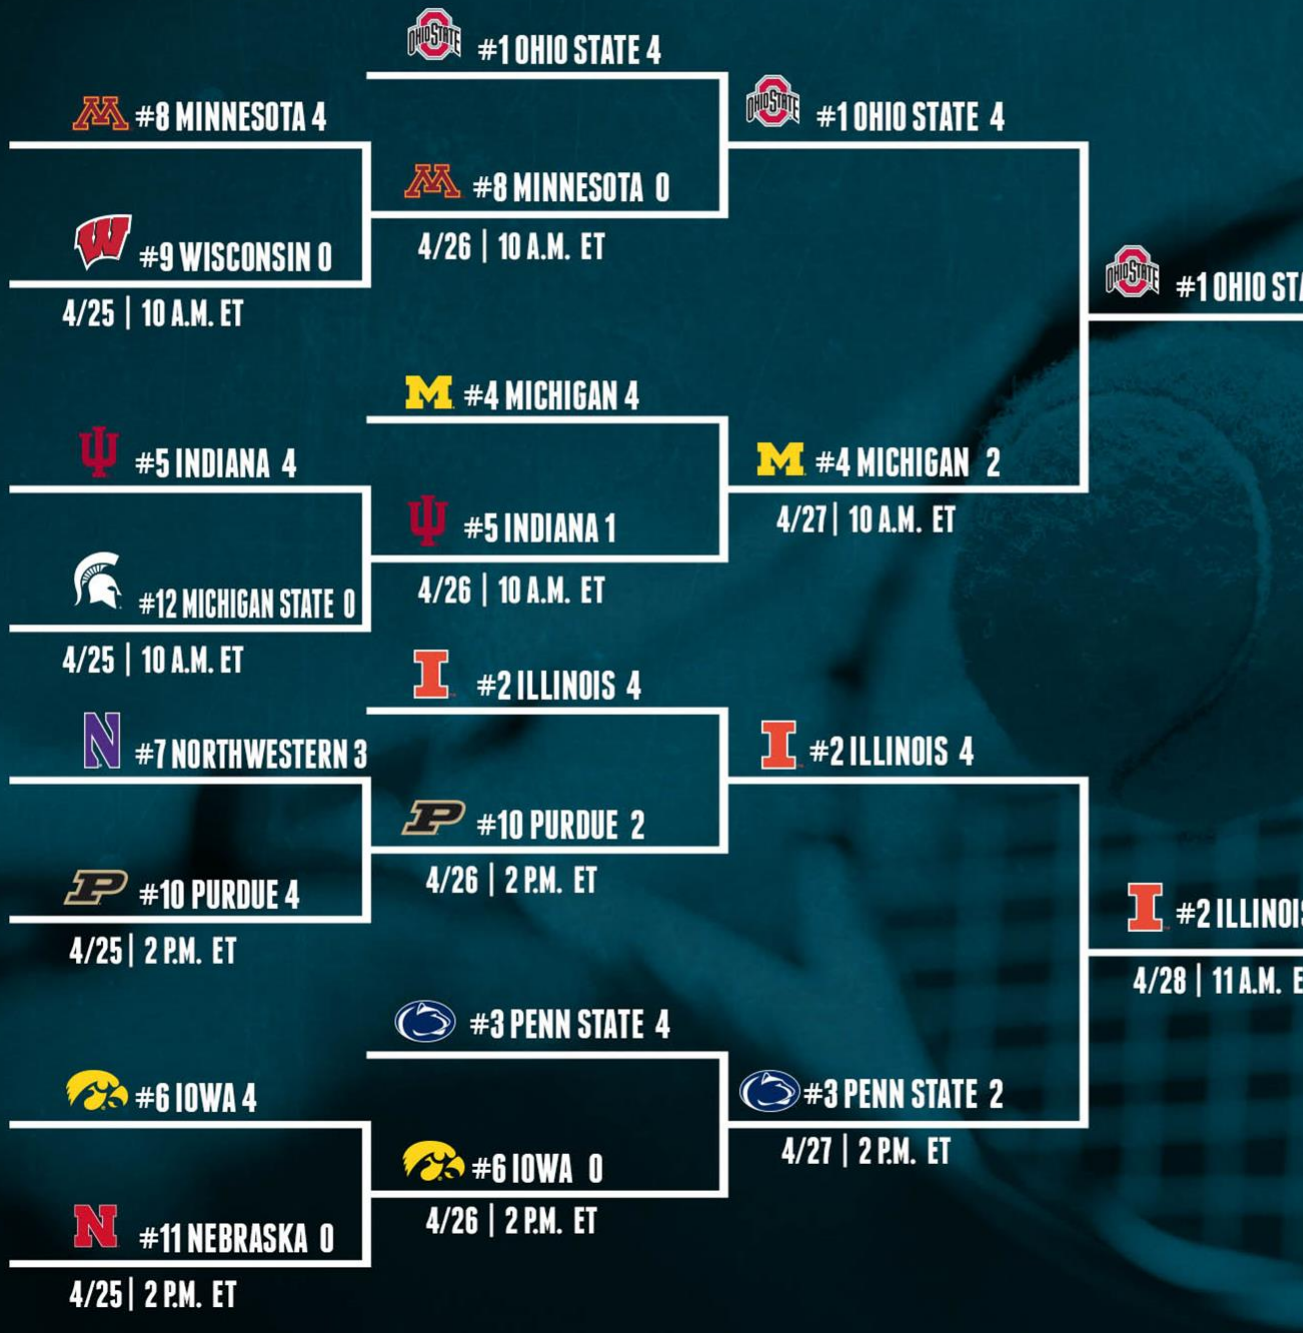 #1 OHIO STATE 4
#8 MINNESOTA 4
#1 OHIO STATE 4
#8 MINNESOTA 0
#9 WISCONSIN 0
4/26 | 10 A.M. ET
4/25 | 10 A.M. ET
#1 OHIO STA
#4 MICHIGAN 4
#5 INDIANA 4
#4 MICHIGAN 2
#5 INDIANA 1
4/27 | 10 A.M. ET
#12 MICHIGAN STATE 0
4/26 | 10 A.M. ET
4/25 | 10 A.M. ET
#2 ILLINOIS 4
#7 NORTHWESTERN 3
#2 ILLINOIS 4
#10 PURDUE 2
#10 PURDUE 4
4/26 | 2 P.M. ET
4/25 | 2 P.M. ET
#2 ILLINOIS
4/28 | 11 A.M. E
#3 PENN STATE 4
#6 IOWA 4
#3 PENN STATE 2
#6 IOWA 0
4/27 | 2 P.M. ET
#11 NEBRASKA 0
4/26 | 2 P.M. ET
4/25 | 2 P.M. ET